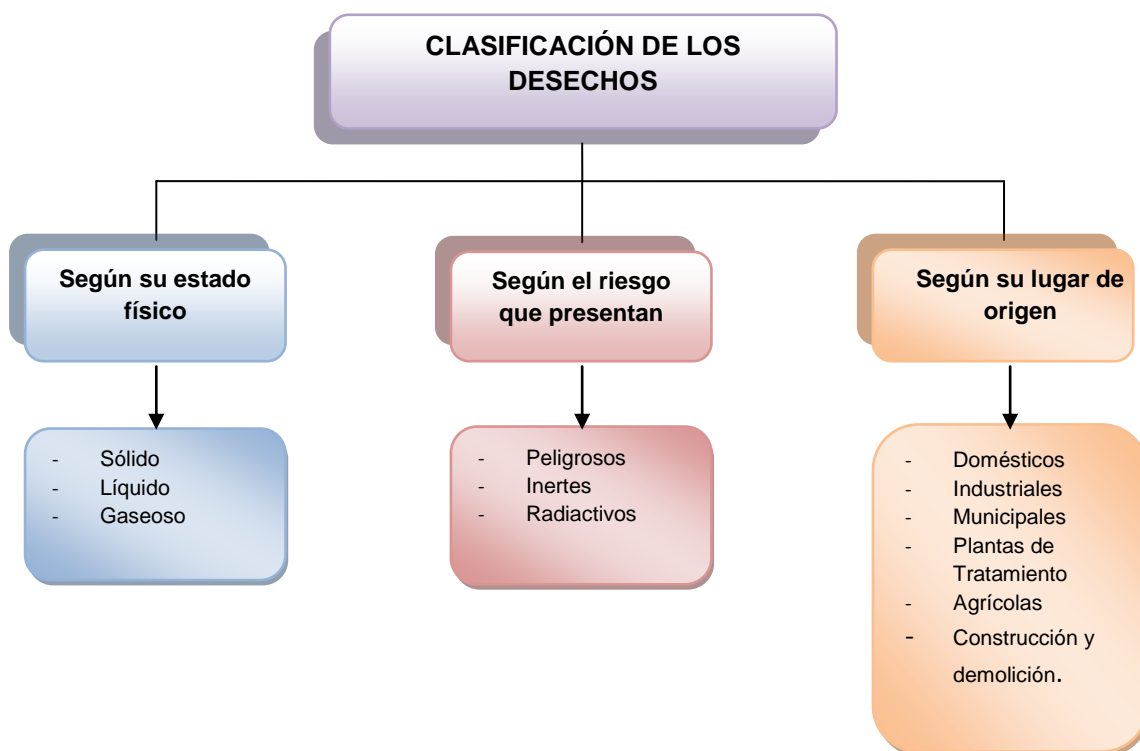 CLASIFICACIÓN DE LOS
DESECHOS
Según su estado
físico
Según el riesgo
que presentan
Según su lugar de
origen
- Sólido
- Líquido
- Gaseoso
- Peligrosos
- Inertes
- Radiactivos
- Domésticos
- Industriales
- Municipales
- Plantas de
Tratamiento
- Agrícolas
- Construcción y
demolición.